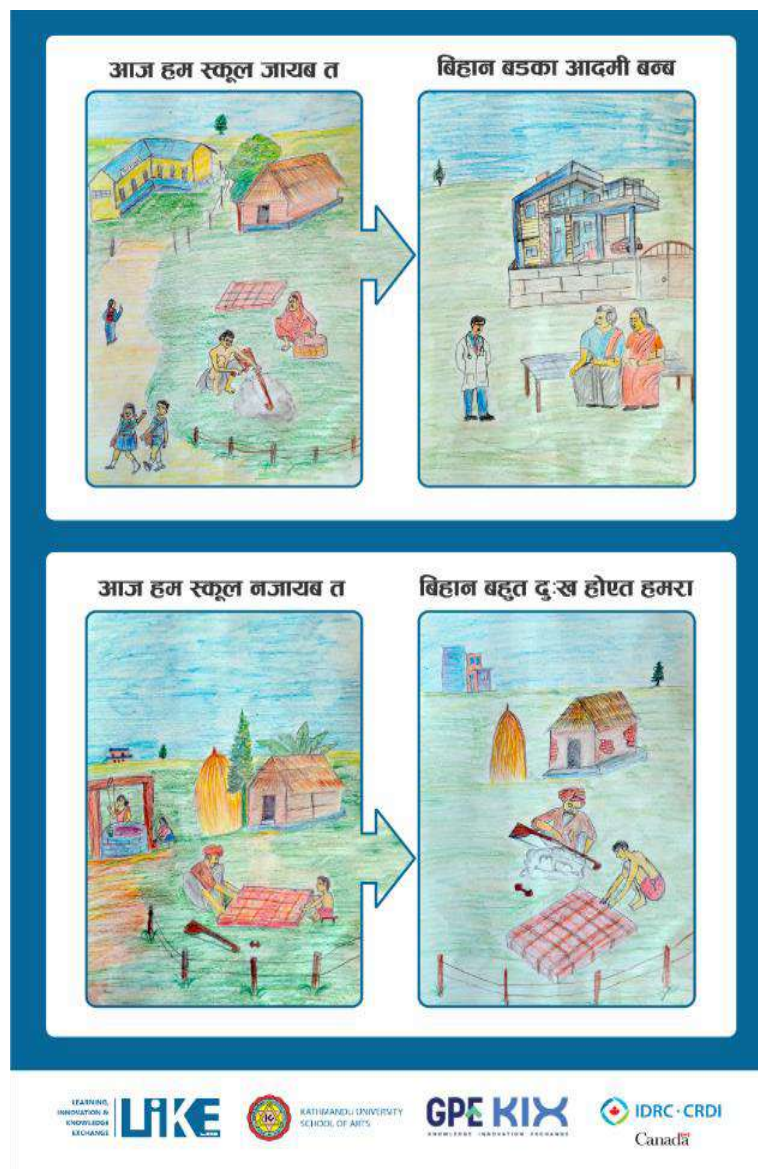 आज हम स्कूल जायब त
बिहान बडका आदमी बन्ब
आज हम स्कूल नजायब त
बिहान बहुत दुःख होएत हमरा
LEARNING,
INNOVATION &
KNOWLEDGE
EXCHANGE
LiKE
KATHMANDU UNIVERSITY
SCHOOL OF ARTS
GPE KIX
KNOWLEDGE INNOVATION EXCHANGE
IDRC · CRDI
Canada